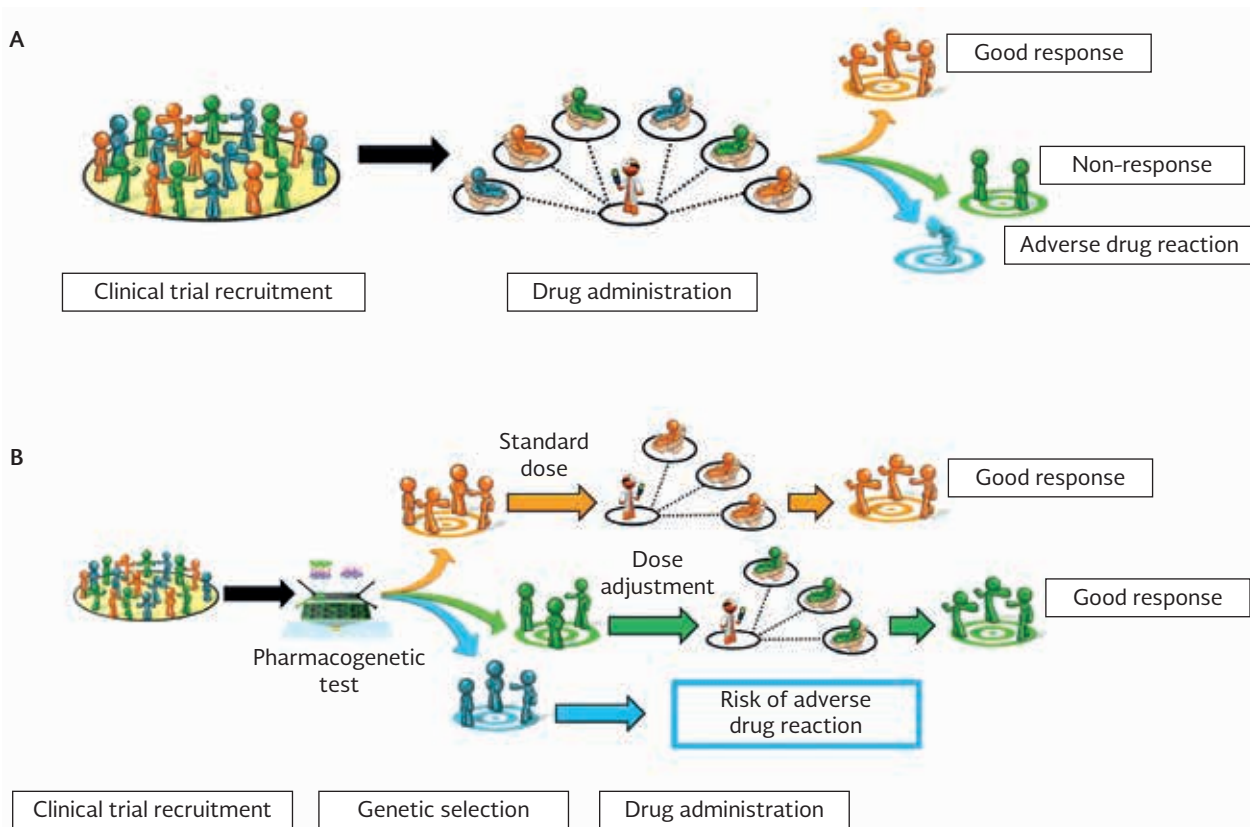 A
Good response
Non-response
Adverse drug reaction
Clinical trial recruitment
Drug administration
B
Standard
dose
Good response
Dose
adjustment
Good response
Pharmacogenetic
test
Risk of adverse
drug reaction
Clinical trial recruitment
Genetic selection
Drug administration